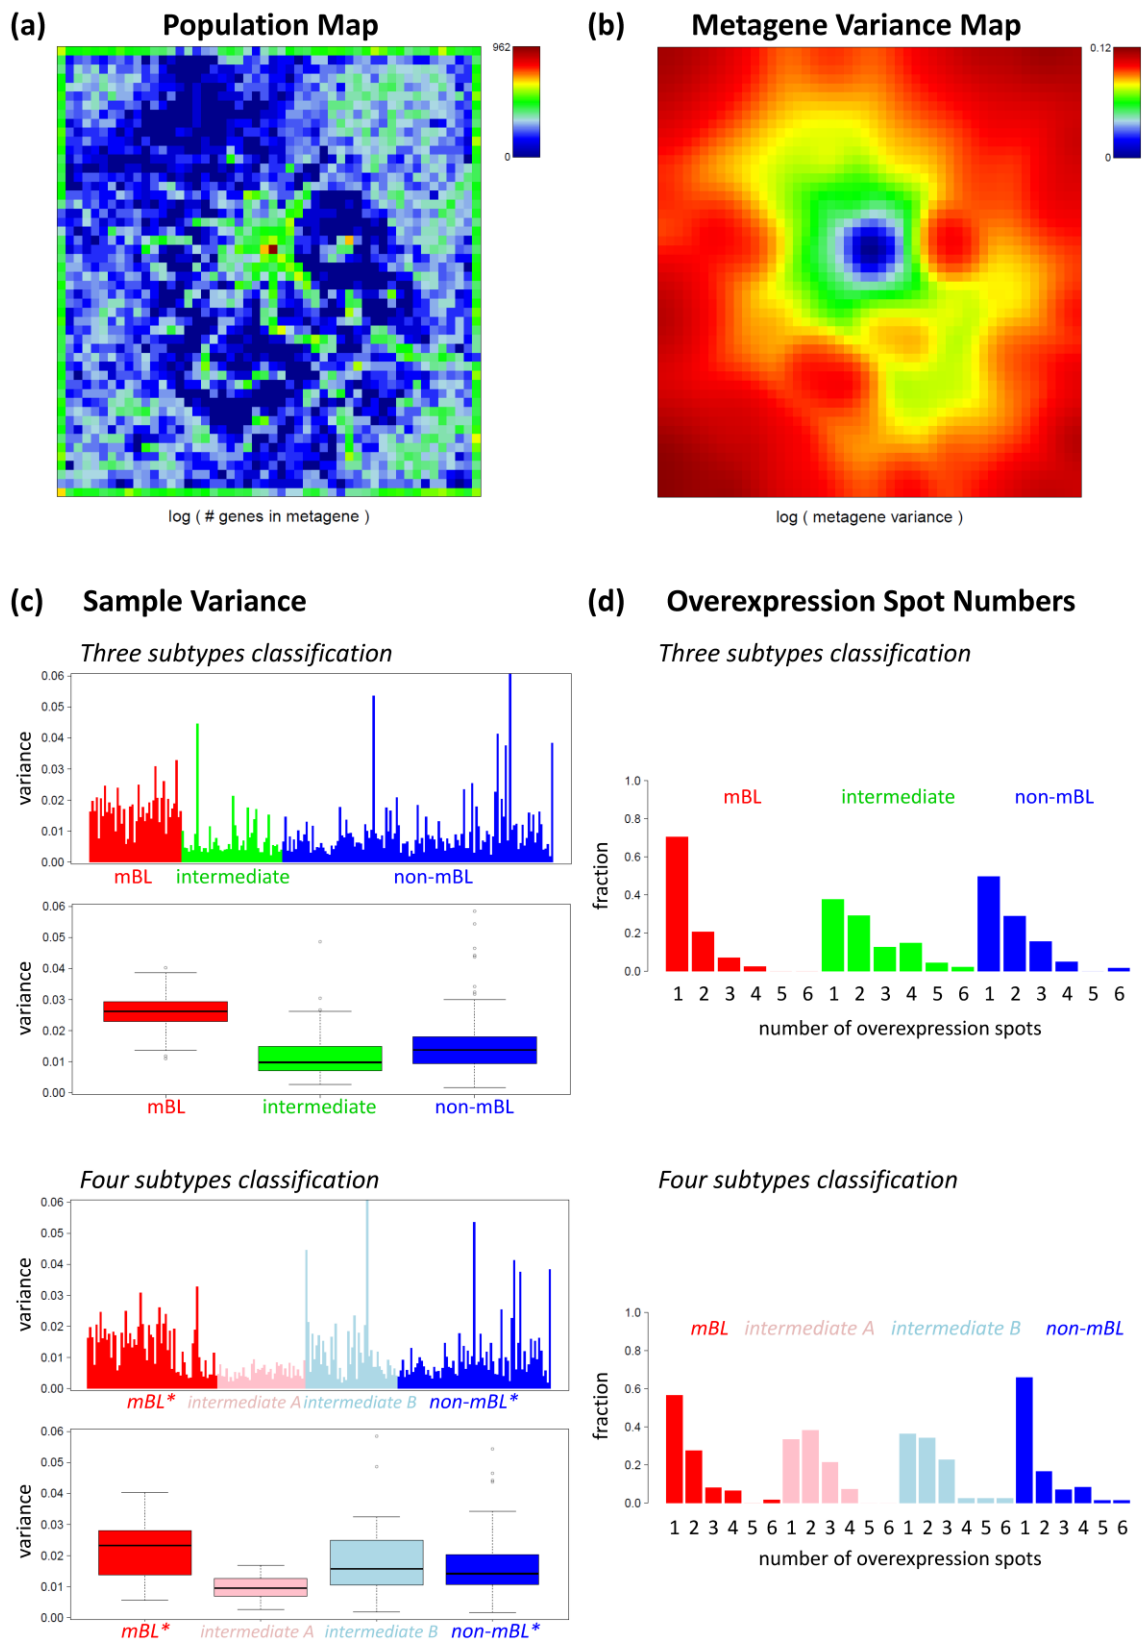 (a) Population Map
(b) Metagene Variance Map
962
0
0.12
0
log ( # genes in metagene )
log ( metagene variance )
(c) Sample Variance
(d) Overexpression Spot Numbers
Three subtypes classification
Three subtypes classification
variance
0.06
0.05
0.04
0.03
0.02
0.01
0.00
mBL intermediate non-mBL
variance
0.06
0.05
0.04
0.03
0.02
0.01
0.00
mBL intermediate non-mBL
fraction
1.0
0.8
0.6
0.4
0.2
0.0
mBL intermediate non-mBL
1 2 3 4 5 6 1 2 3 4 5 6 1 2 3 4 5 6
number of overexpression spots
Four subtypes classification
Four subtypes classification
variance
0.06
0.05
0.04
0.03
0.02
0.01
0.00
mBL* intermediate A intermediate B non-mBL*
variance
0.06
0.05
0.04
0.03
0.02
0.01
0.00
mBL* intermediate A intermediate B non-mBL*
fraction
1.0
0.8
0.6
0.4
0.2
0.0
mBL intermediate A intermediate B non-mBL
1 2 3 4 5 6 1 2 3 4 5 6 1 2 3 4 5 6 1 2 3 4 5 6
number of overexpression spots